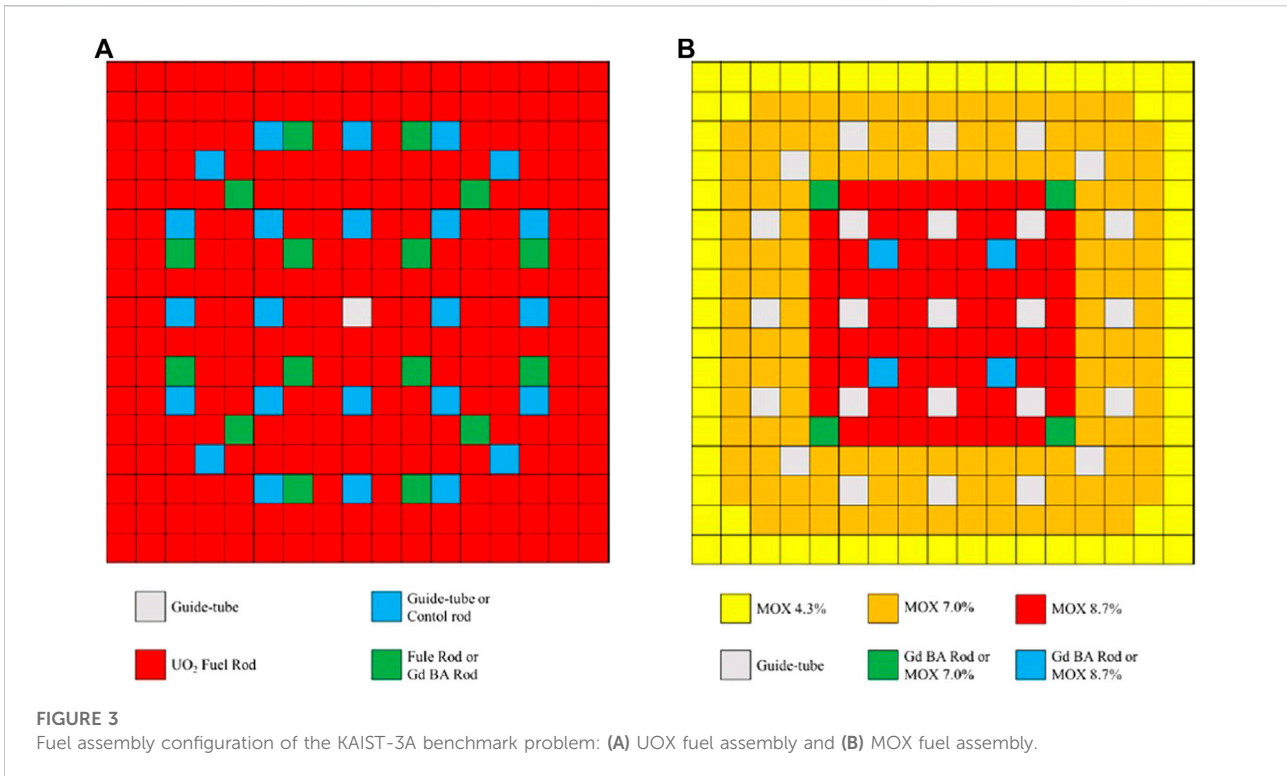 A
B
Guide-tube
Guide-tube or
Contol rod
UO₂ Fuel Rod
Fule Rod or
Gd BA Rod
MOX 4.3%
MOX 7.0%
MOX 8.7%
Guide-tube
Gd BA Rod or
MOX 7.0%
Gd BA Rod or
MOX 8.7%
FIGURE 3
Fuel assembly configuration of the KAIST-3A benchmark problem: (A) UOX fuel assembly and (B) MOX fuel assembly.